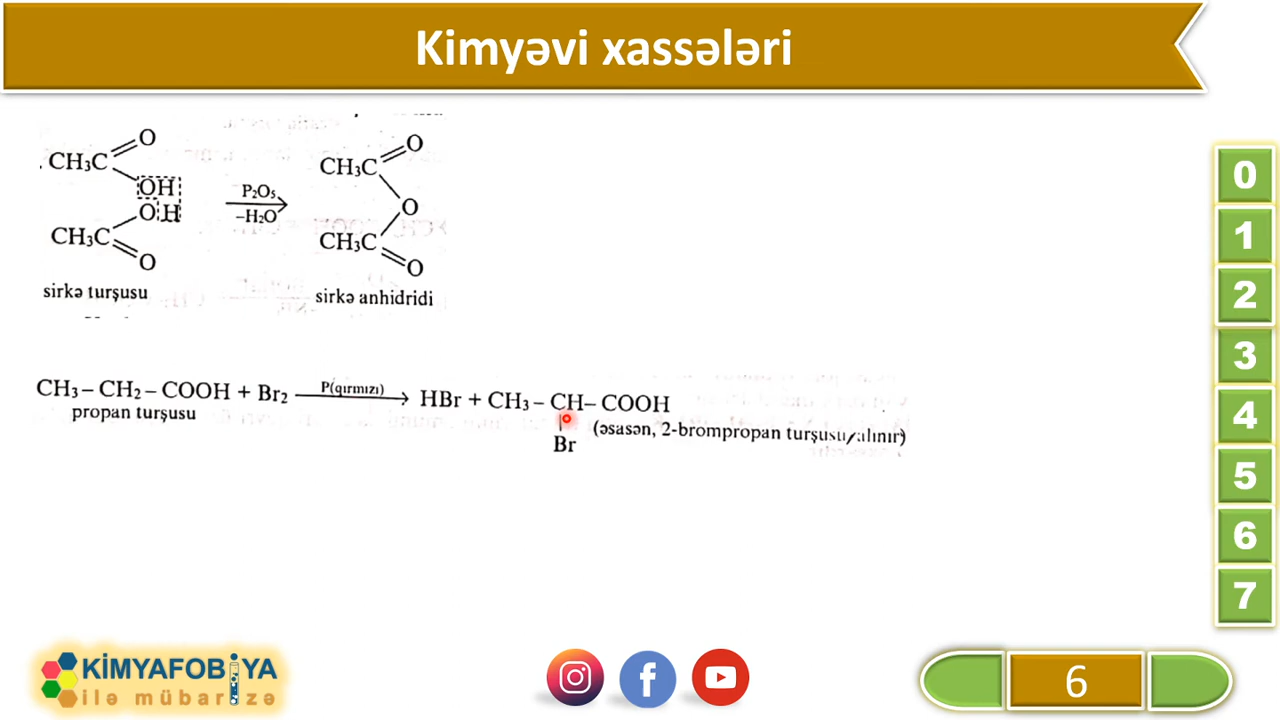 Kimyəvi xassələri
CH₃C
O
OH
OH
CH₃C
O
P₂O₅
–H₂O
CH₃C
O
O
CH₃C
O
sirkə turşusu
sirkə anhidridi
CH₃ – CH₂ – COOH + Br₂ P(qırmızı) HBr + CH₃ – CH – COOH
propan turşusu
Br
(əsasən, 2-brompropan turşusu alınır)
0
1
2
3
4
5
6
7
KİMYAFOBİYA
ilə mübarizə
6